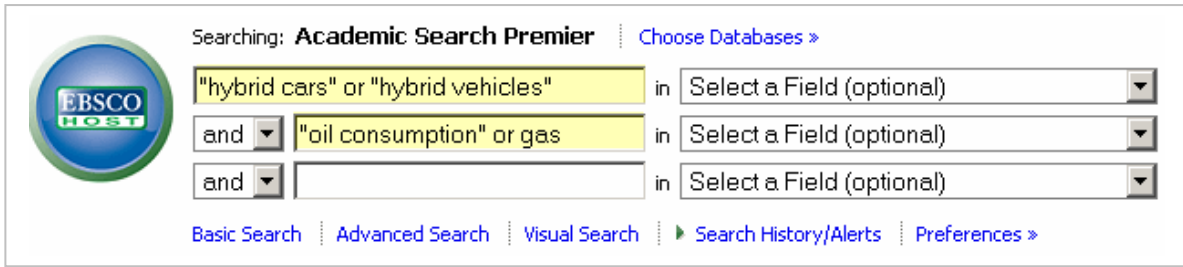 Searching: Academic Search Premier Choose Databases »
EBSCO
HOST
"hybrid cars" or "hybrid vehicles" in Select a Field (optional)
and "oil consumption" or gas in Select a Field (optional)
and in Select a Field (optional)
Basic Search Advanced Search Visual Search Search History/Alerts Preferences »